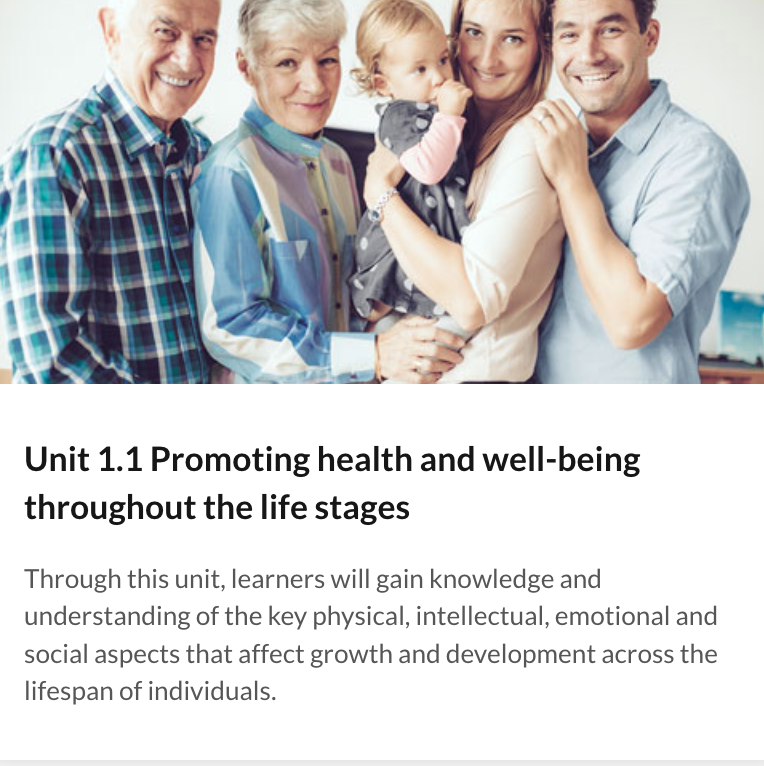 Unit 1.1 Promoting health and well-being
throughout the life stages
Through this unit, learners will gain knowledge and
understanding of the key physical, intellectual, emotional and
social aspects that affect growth and development across the
lifespan of individuals.